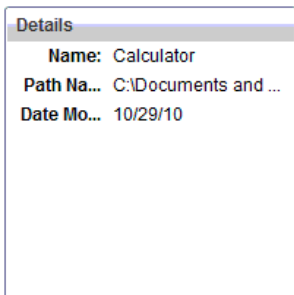 Details
Name: Calculator
Path Na... C:\Documents and ...
Date Mo... 10/29/10